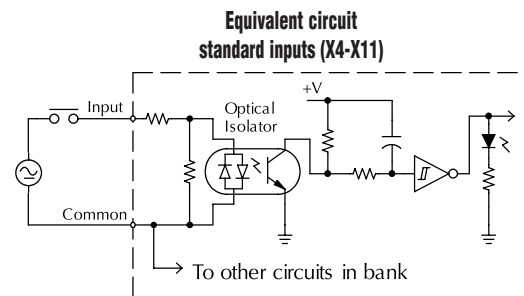 Equivalent circuit
standard inputs (X4-X11)
+V
Input
Optical
Isolator
Common
To other circuits in bank